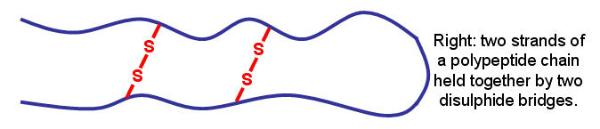 S
S
S
S
Right: two strands of
a polypeptide chain
held together by two
disulphide bridges.